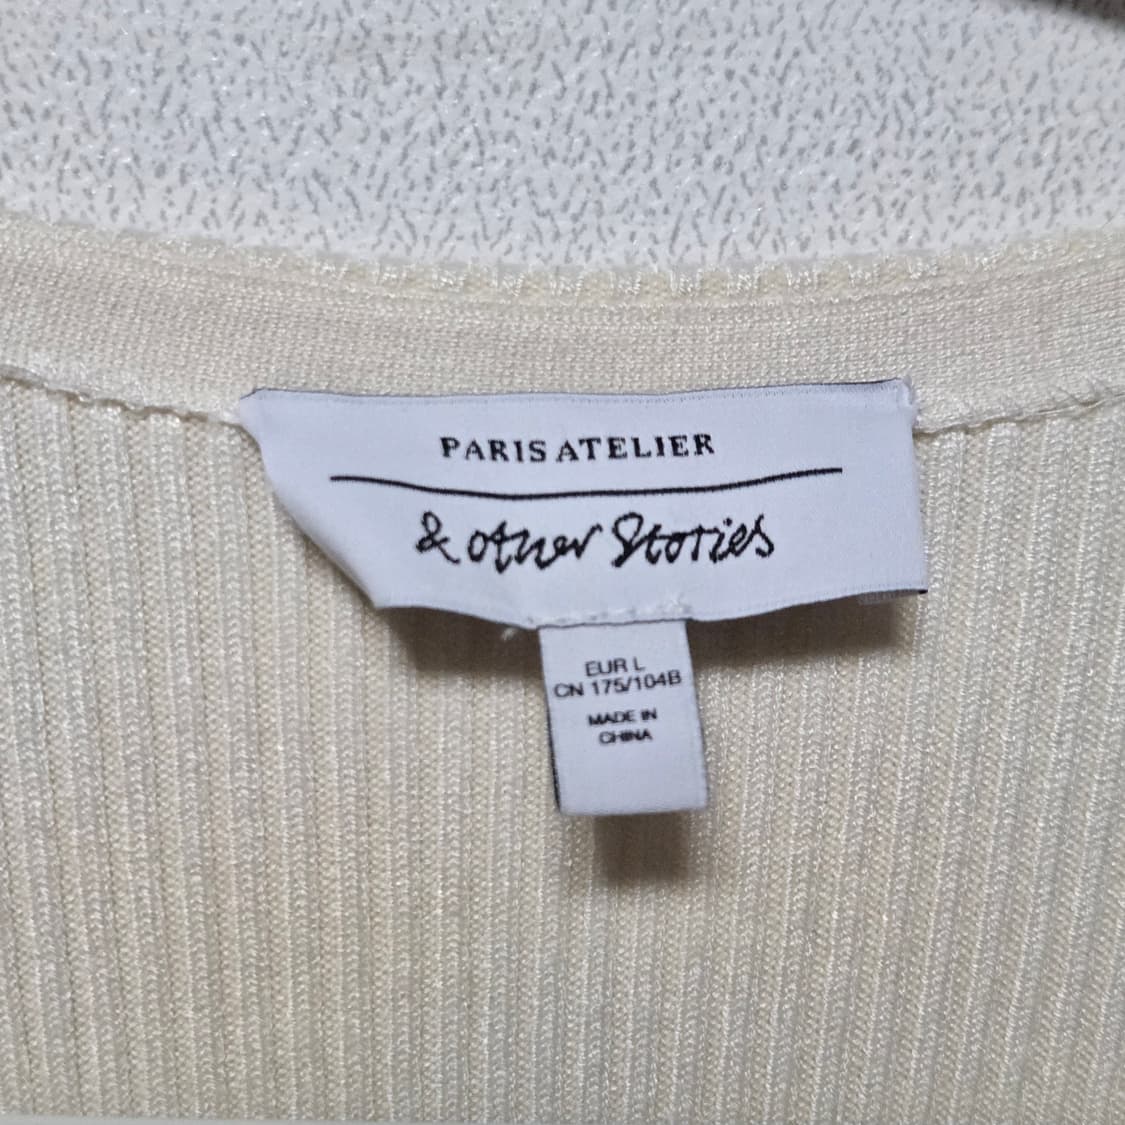 PARIS ATELIER
& other Stories
EUR L
CN 175/104B
MADE IN
CHINA